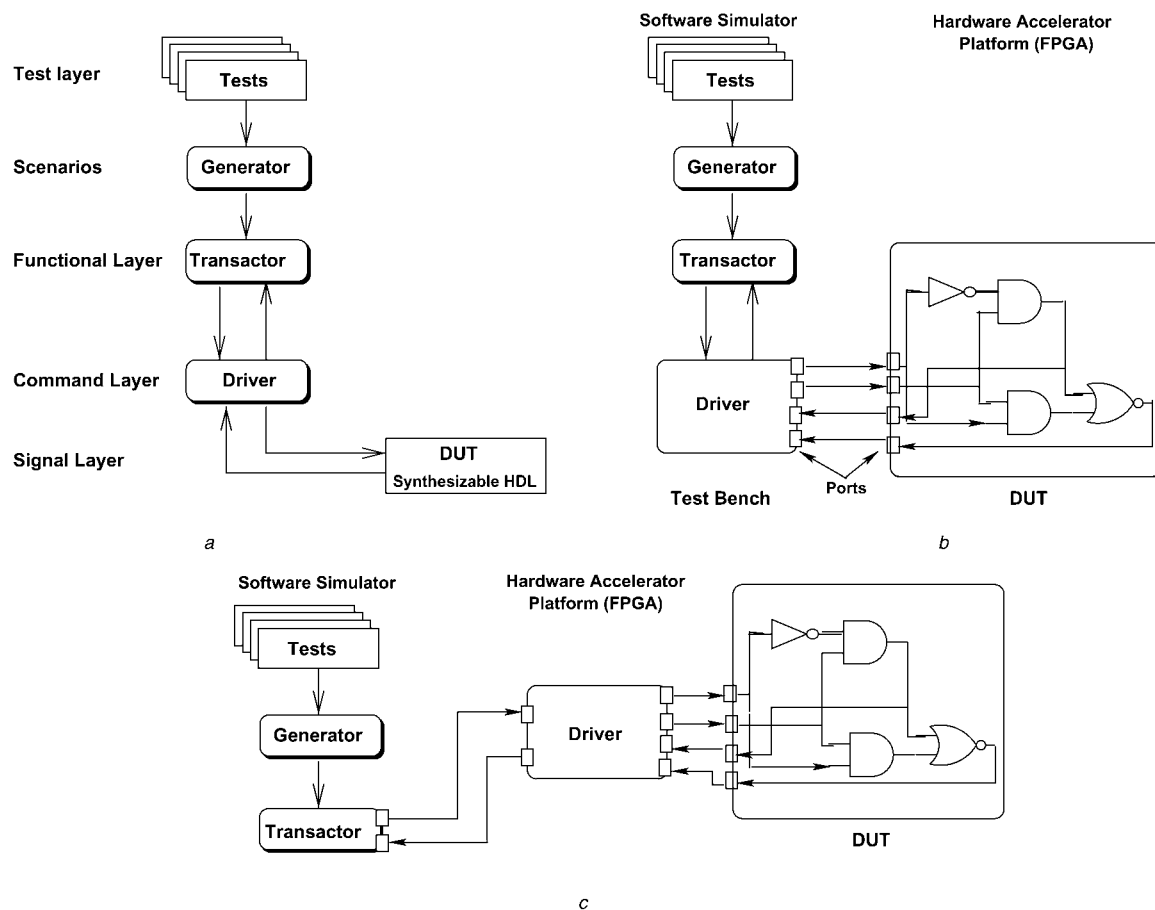 Test layer
Tests
Scenarios
Generator
Functional Layer
Transactor
Command Layer
Driver
Signal Layer
DUT
Synthesizable HDL
a
Software Simulator
Hardware Accelerator
Platform (FPGA)
Tests
Generator
Transactor
Driver
Ports
Test Bench
DUT
b
Software Simulator
Hardware Accelerator
Platform (FPGA)
Tests
Generator
Driver
Transactor
DUT
c